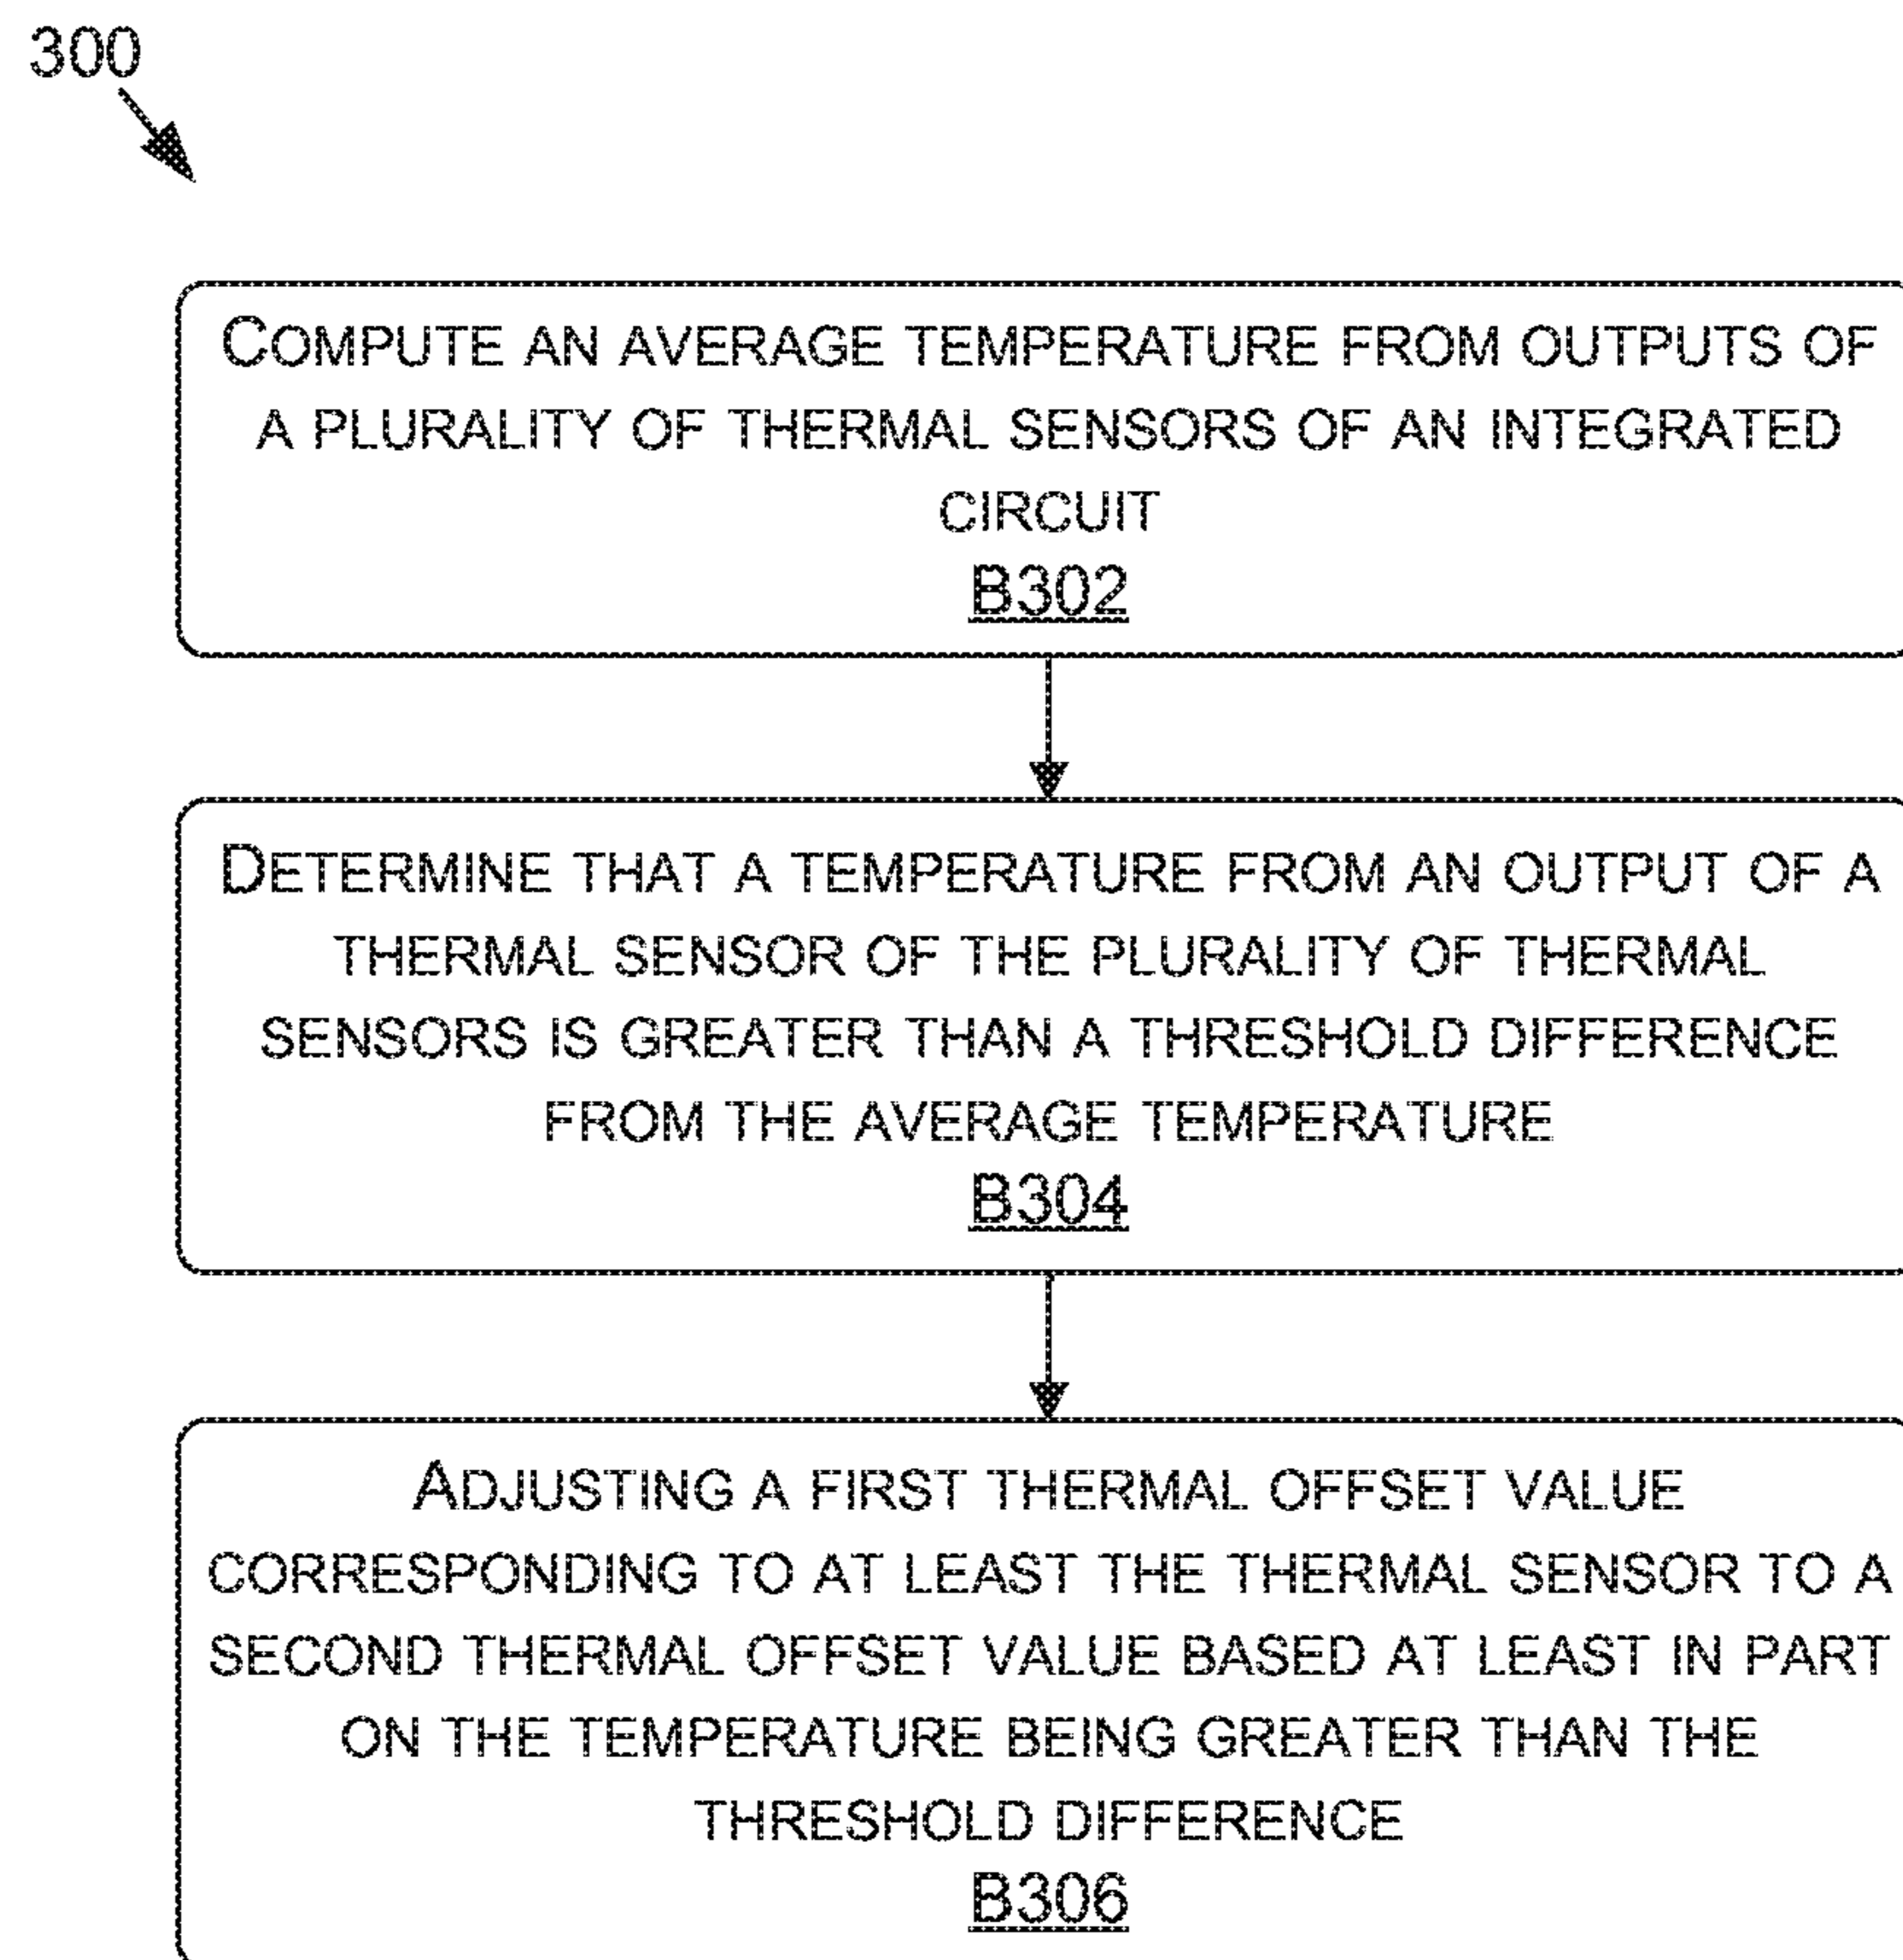 300
COMPUTE AN AVERAGE TEMPERATURE FROM OUTPUTS OF
A PLURALITY OF THERMAL SENSORS OF AN INTEGRATED
CIRCUIT
B302
DETERMINE THAT A TEMPERATURE FROM AN OUTPUT OF A
THERMAL SENSOR OF THE PLURALITY OF THERMAL
SENSORS IS GREATER THAN A THRESHOLD DIFFERENCE
FROM THE AVERAGE TEMPERATURE
B304
ADJUSTING A FIRST THERMAL OFFSET VALUE
CORRESPONDING TO AT LEAST THE THERMAL SENSOR TO A
SECOND THERMAL OFFSET VALUE BASED AT LEAST IN PART
ON THE TEMPERATURE BEING GREATER THAN THE
THRESHOLD DIFFERENCE
B306